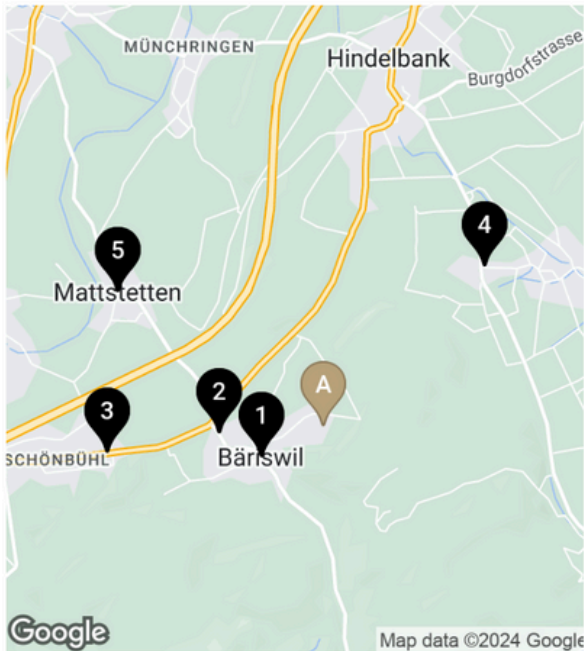 MÜNCHRINGEN
Hindelbank
Burgdorfstrasse
4
5
Mattstetten
A
2
3
1
SCHÖNBÜHL
Bäriswil
Google
Map data ©2024 Google